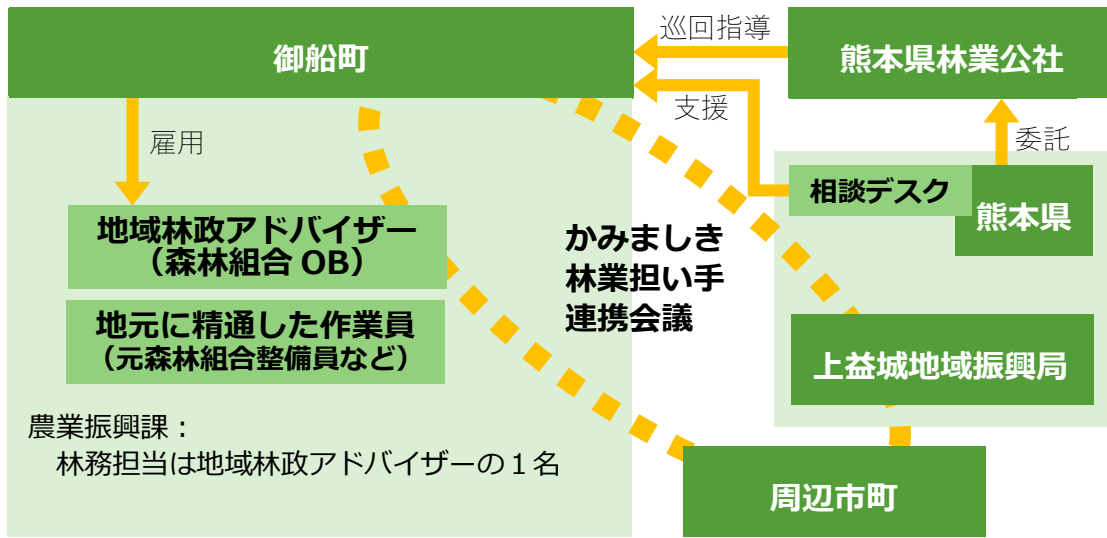 御船町
巡回指導
熊本県林業公社
支援
雇用
委託
相談デスク
熊本県
地域林政アドバイザー
（森林組合 OB）
かみましき
林業担い手
連携会議
地元に精通した作業員
（元森林組合整備員など）
上益城地域振興局
農業振興課：
林務担当は地域林政アドバイザーの１名
周辺市町